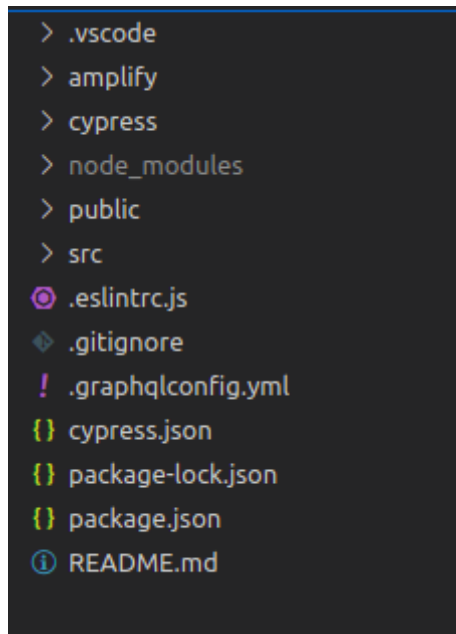 .vscode
amplify
cypress
node_modules
public
src
.eslintrc.js
.gitignore
.graphqlconfig.yml
cypress.json
package-lock.json
package.json
README.md